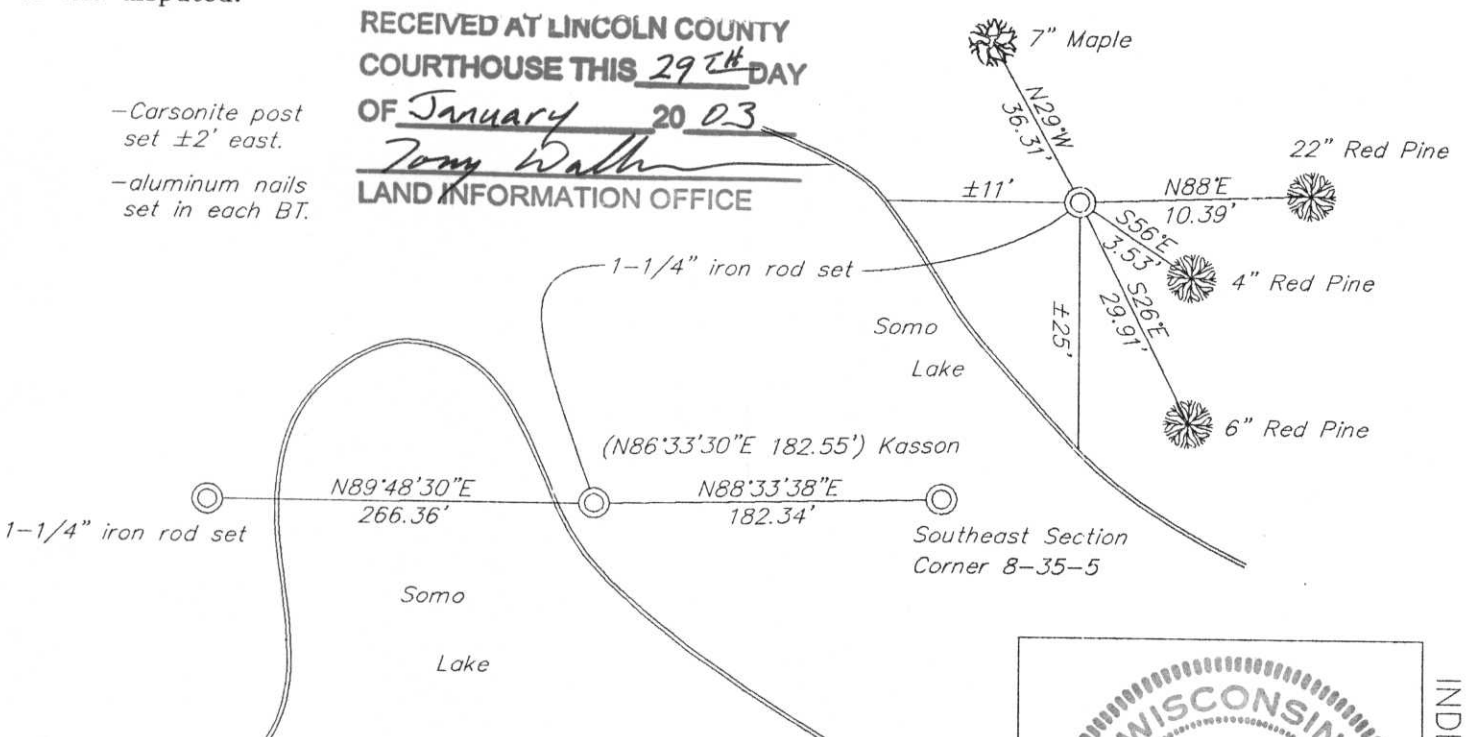 RECEIVED AT LINCOLN COUNTY
COURTHOUSE THIS 29TH DAY
OF January 20 03
LAND INFORMATION OFFICE
-Carsonite post
set ±2' east.
-aluminum nails
set in each BT.
7" Maple
N29°W
36.31'
22" Red Pine
±11'
N88°E
10.39'
S56°E
3.53'
4" Red Pine
S26°E
29.91'
6" Red Pine
±25'
1-1/4" iron rod set
Somo
Lake
(N86°33'30"E 182.55') Kasson
N89°48'30"E
266.36'
N88°33'38"E
182.34'
1-1/4" iron rod set
Southeast Section
Corner 8-35-5
Somo
Lake
WISCONSIN